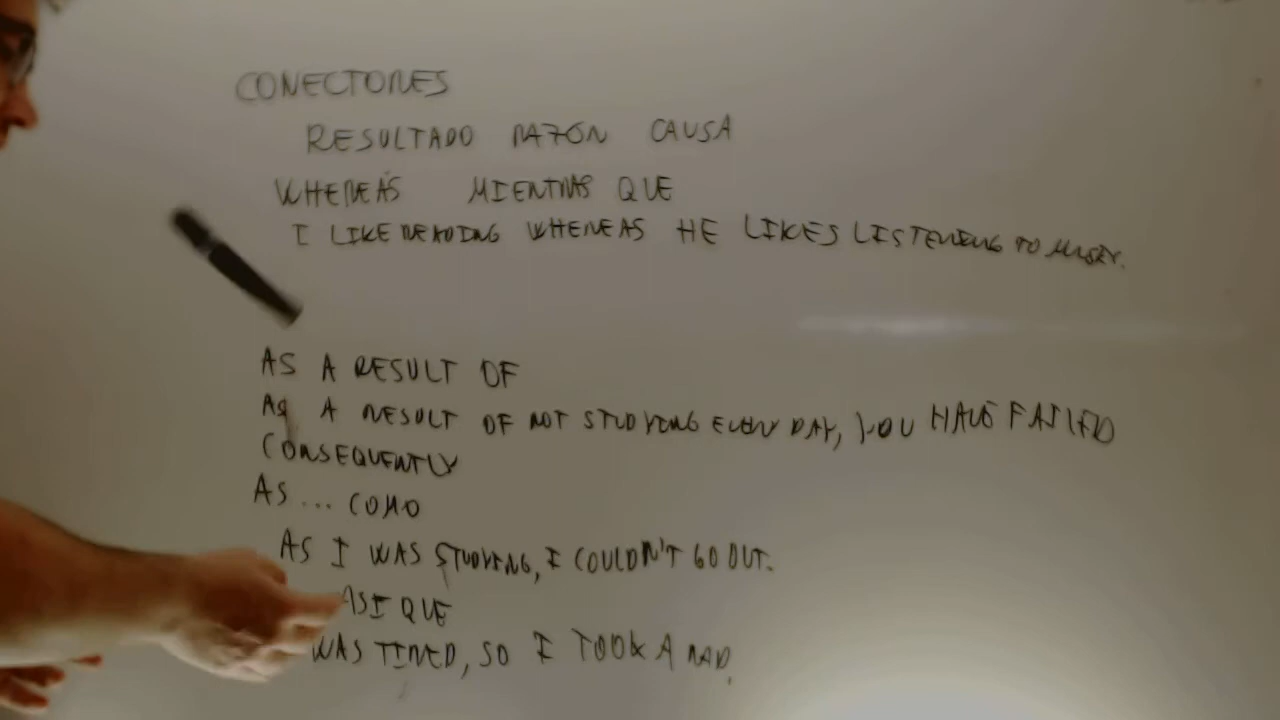 CONECTORES
RESULTADO RAZÓN CAUSA
WHEREAS MIENTRAS QUE
I LIKE READING WHEREAS HE LIKES LISTENING TO MUSIC.
AS A RESULT OF
AS A RESULT OF NOT STUDYING EVERY DAY, YOU HAVE FAILED
CONSEQUENTLY
AS ... COMO
AS I WAS STUDYING, I COULDN'T GO OUT.
ASI QUE
WAS TIRED, SO I TOOK A NAP.